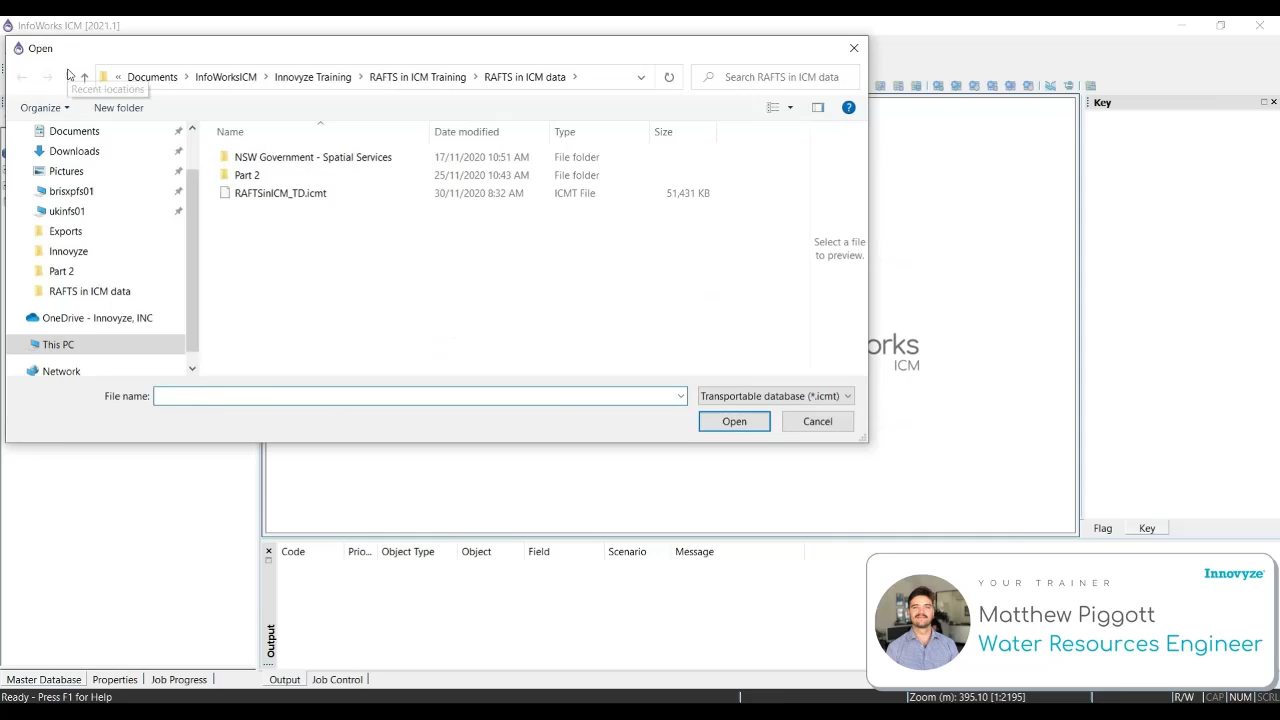 InfoWorks ICM [2021.1]
Open
« Documents > InfoWorksICM > Innovyze Training > RAFTS in ICM Training > RAFTS in ICM data >
Search RAFTS in ICM data
Recent locations
Organize
New folder
Key
Name
Date modified
Type
Size
Documents
Downloads
Pictures
brisxpfs01
ukinfs01
Exports
Innovyze
Part 2
RAFTS in ICM data
OneDrive - Innovyze, INC
This PC
Network
NSW Government - Spatial Services 17/11/2020 10:51 AM File folder
Part 2 25/11/2020 10:43 AM File folder
RAFTSinICM_TD.icmt 30/11/2020 8:32 AM ICMT File 51,431 KB
Select a file
to preview.
orks
ICM
File name:
Transportable database (*.icmt)
Open
Cancel
Flag
Key
Code
Prio...
Object Type
Object
Field
Scenario
Message
Output
Innovyze
YOUR TRAINER
Matthew Piggott
Water Resources Engineer
Master Database
Properties
Job Progress
Output
Job Control
Ready - Press F1 for Help
Zoom (m): 395.10 [1:2195]
R/W
CAP
NUM
SCRL